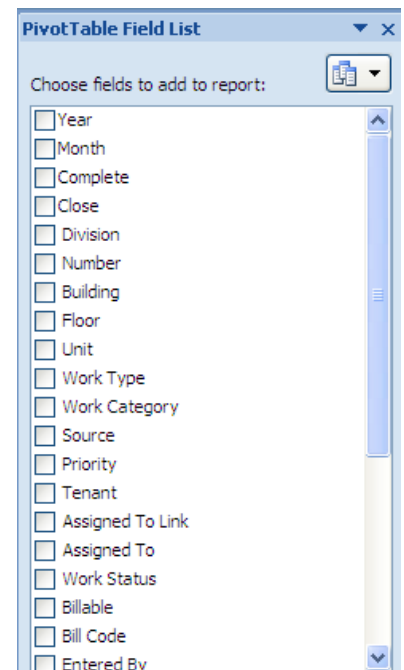 PivotTable Field List
Choose fields to add to report:
Year
Month
Complete
Close
Division
Number
Building
Floor
Unit
Work Type
Work Category
Source
Priority
Tenant
Assigned To Link
Assigned To
Work Status
Billable
Bill Code
Entered By